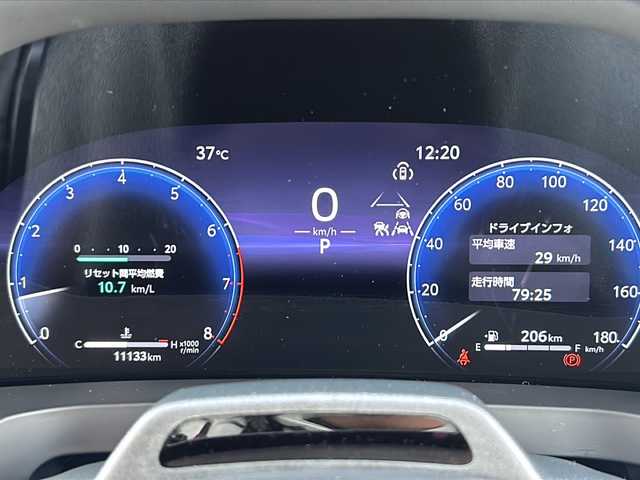 37℃
12:20
0
km/h
P
0 1 2 3 4 5 6 7 8
x1000 r/min
0 10 20
リセット間平均燃費
10.7 km/L
C H
11133km
0 20 40 60 80 100 120 140 160 180
km/h
ドライブインフォ
平均車速
29 km/h
走行時間
79:25
206km
E F
P